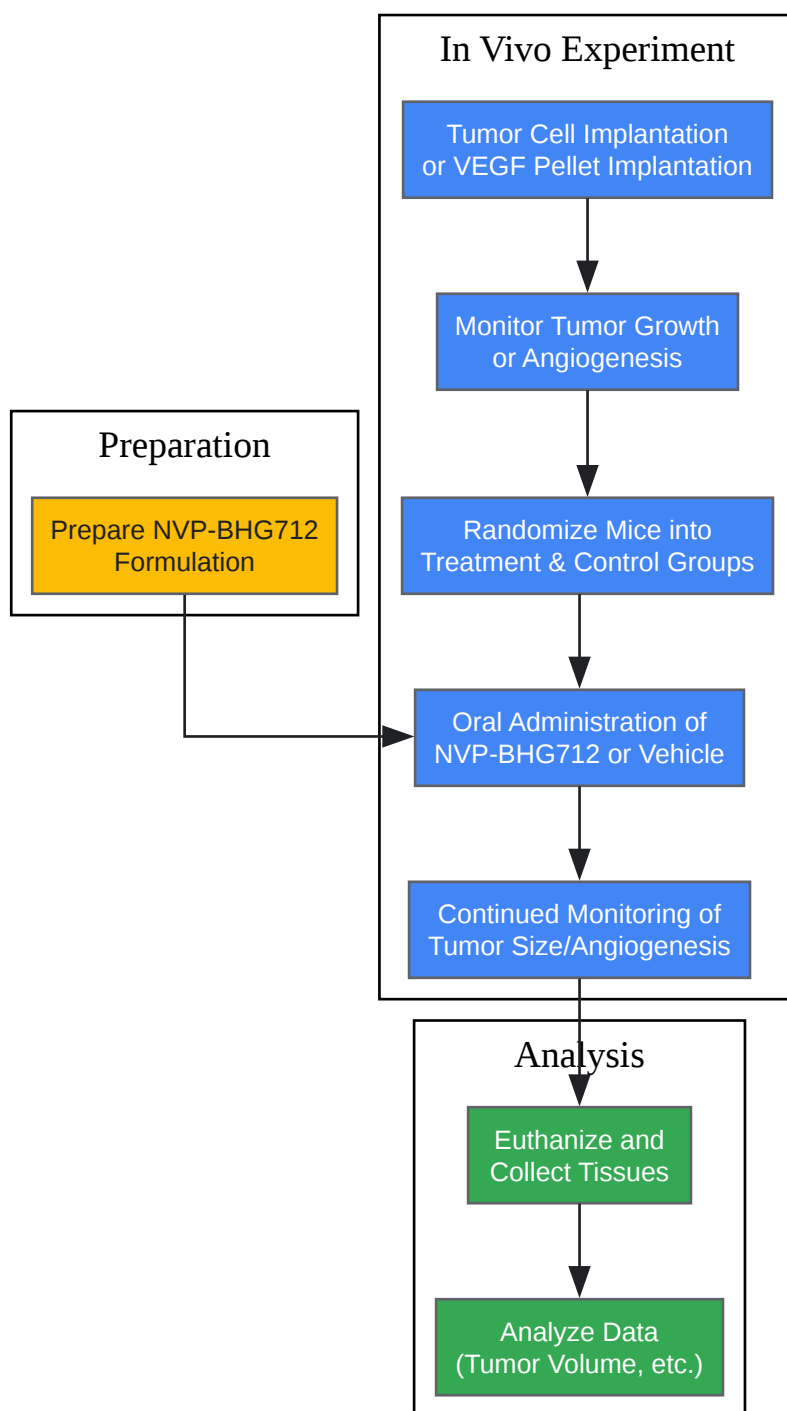 In Vivo Experiment
Tumor Cell Implantation
or VEGF Pellet Implantation
Monitor Tumor Growth
or Angiogenesis
Preparation
Prepare NVP-BHG712
Formulation
Randomize Mice into
Treatment & Control Groups
Oral Administration of
NVP-BHG712 or Vehicle
Continued Monitoring of
Tumor Size/Angiogenesis
Analysis
Euthanize and
Collect Tissues
Analyze Data
(Tumor Volume, etc.)